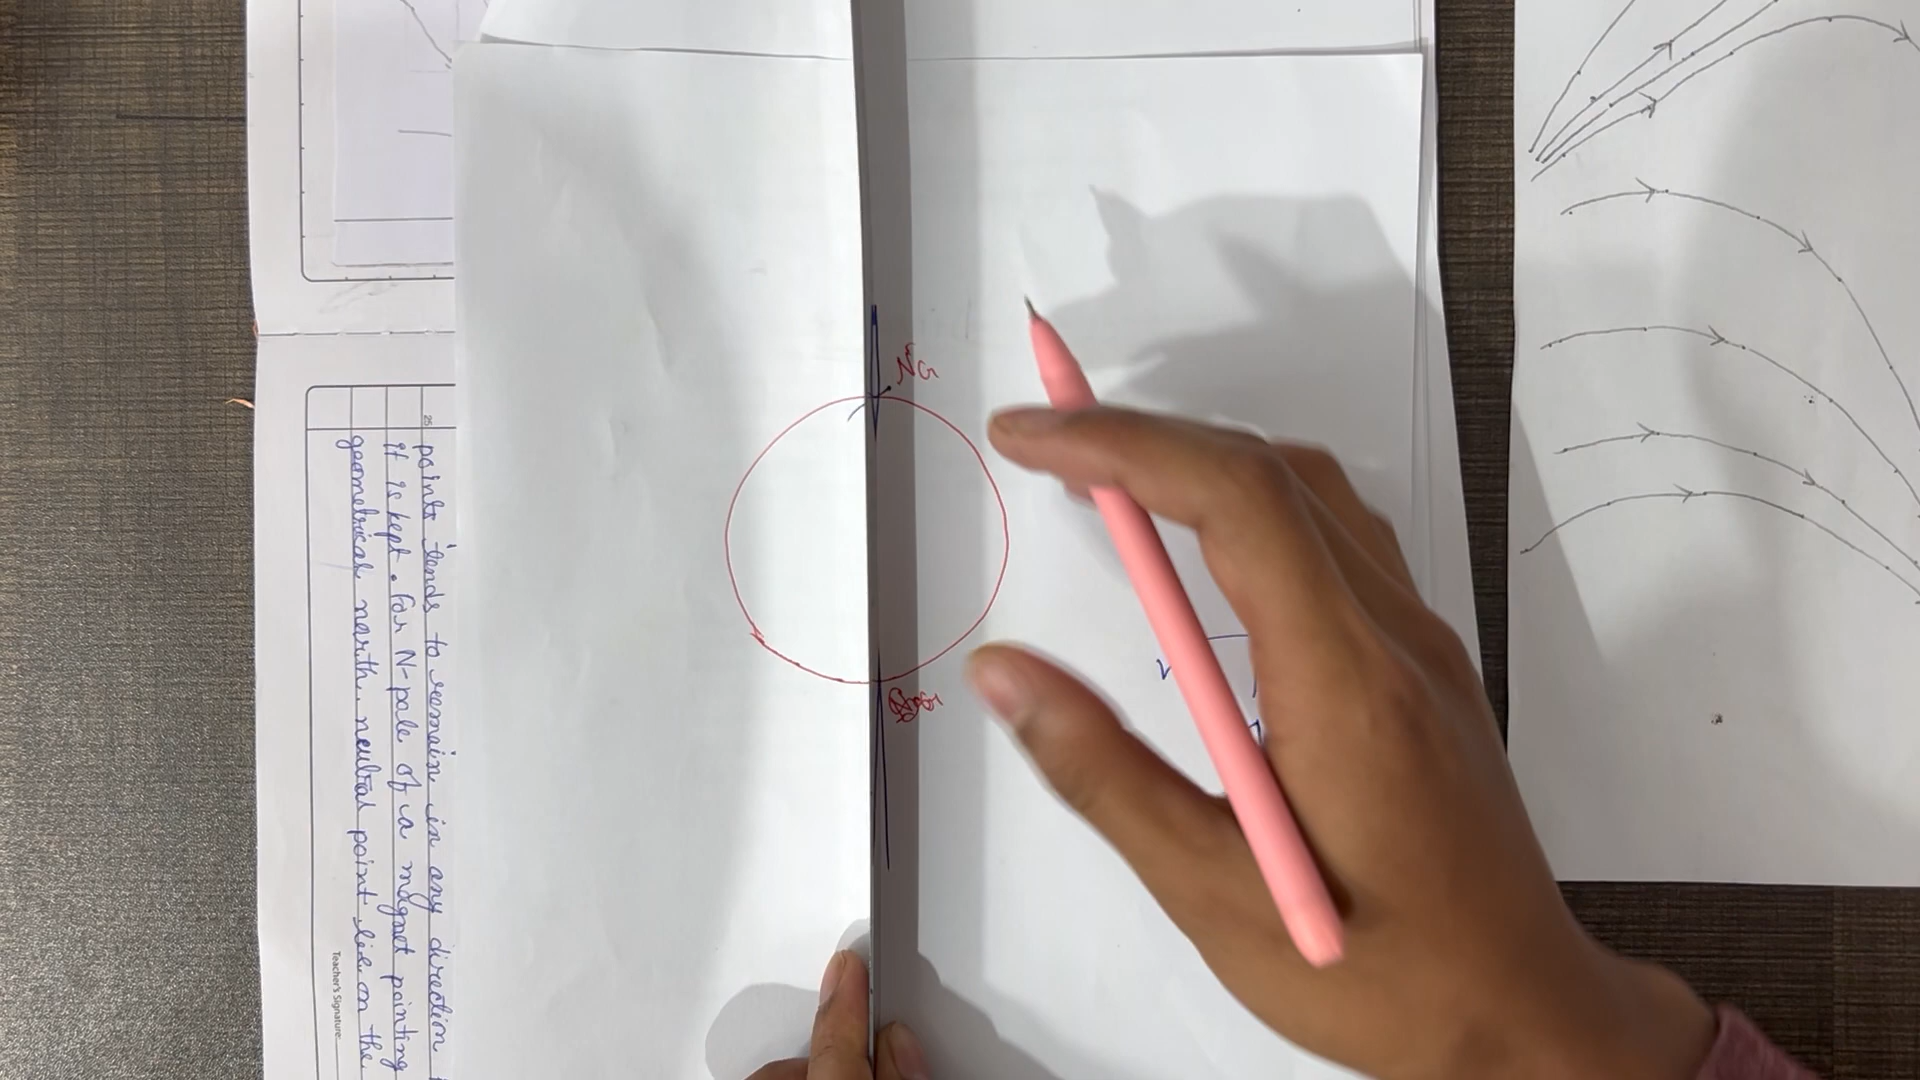 25
points tends to remain in any direction
it is kept. For N-pole of a magnet pointing
geometrical north, neutral point lie on the
Teacher's Signature
NG